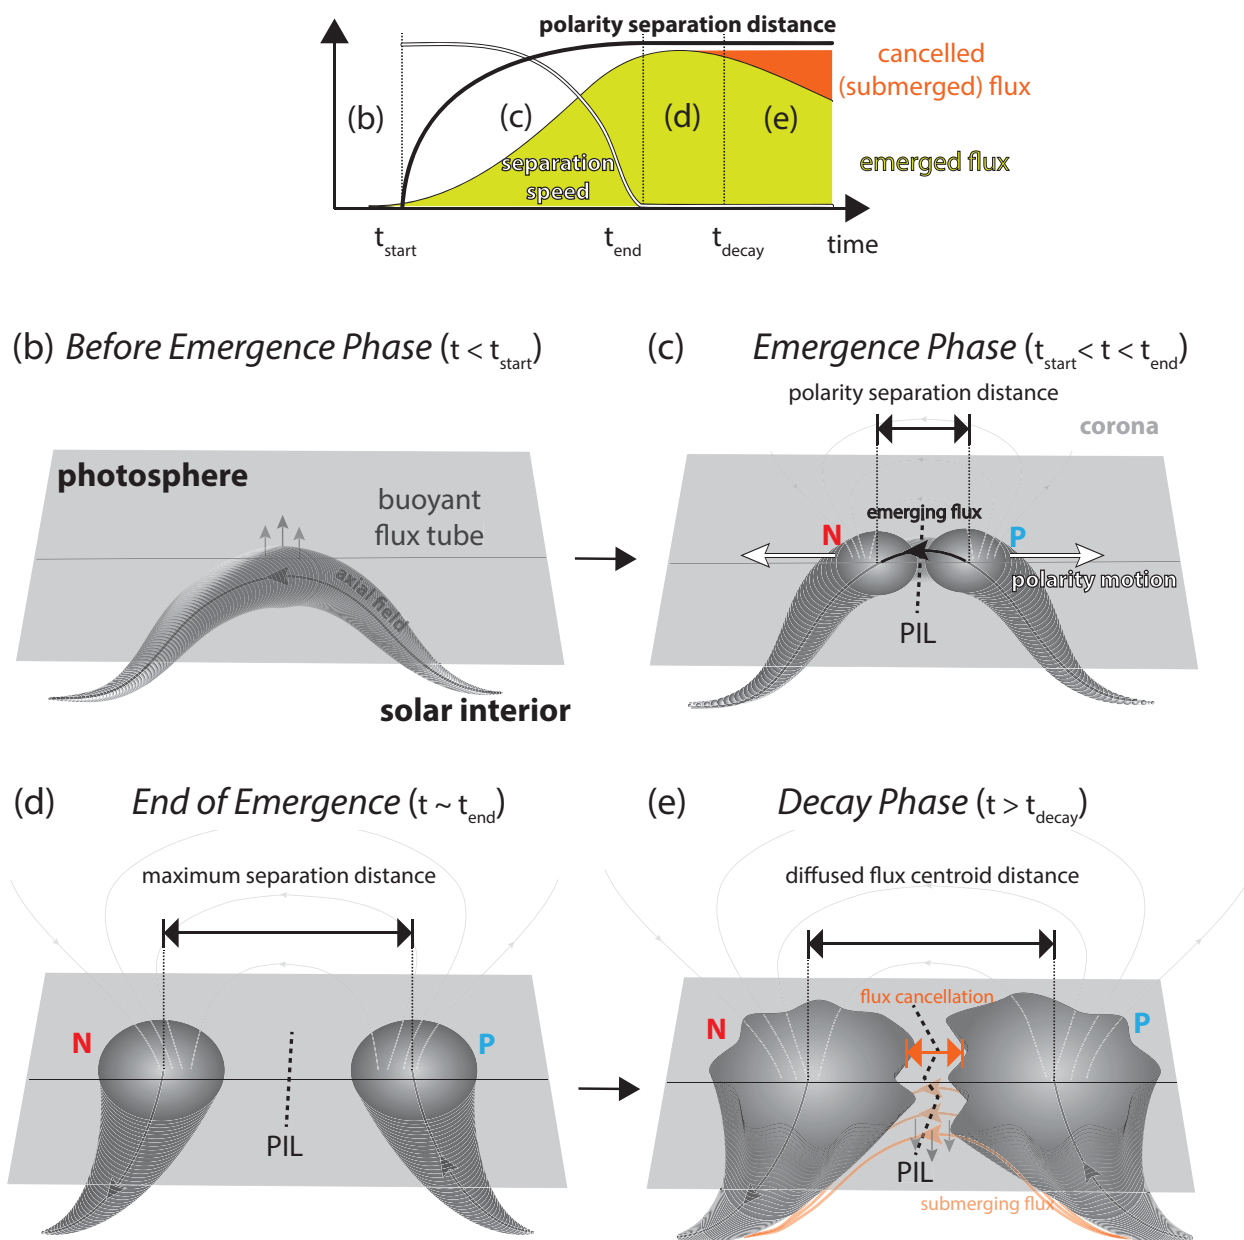 polarity separation distance
cancelled
(submerged) flux
(b)
(c)
(d)
(e)
separation
speed
emerged flux
t_start
t_end
t_decay
time
(b) Before Emergence Phase (t < t_start)
(c) Emergence Phase (t_start < t < t_end)
polarity separation distance
corona
photosphere
buoyant
flux tube
axial field
solar interior
emerging flux
N
P
polarity motion
PIL
(d) End of Emergence (t ~ t_end)
maximum separation distance
N
P
PIL
(e) Decay Phase (t > t_decay)
diffused flux centroid distance
flux cancellation
N
P
PIL
submerging flux